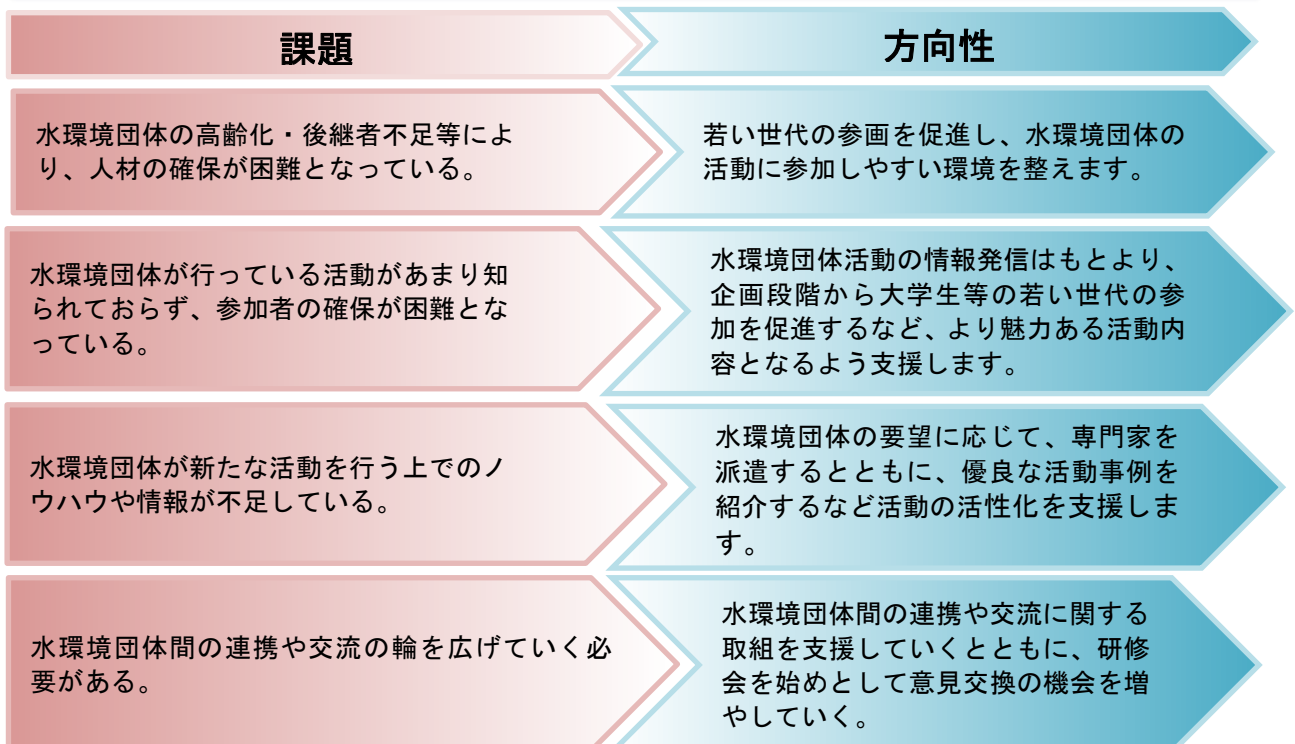 課題
方向性
水環境団体の高齢化・後継者不足等によ
り、人材の確保が困難となっている。
若い世代の参画を促進し、水環境団体の
活動に参加しやすい環境を整えます。
水環境団体が行っている活動があまり知
られておらず、参加者の確保が困難とな
っている。
水環境団体活動の情報発信はもとより、
企画段階から大学生等の若い世代の参
加を促進するなど、より魅力ある活動内
容となるよう支援します。
水環境団体が新たな活動を行う上でのノ
ウハウや情報が不足している。
水環境団体の要望に応じて、専門家を
派遣するとともに、優良な活動事例を
紹介するなど活動の活性化を支援しま
す。
水環境団体間の連携や交流の輪を広げていく必
要がある。
水環境団体間の連携や交流に関する
取組を支援していくとともに、研修
会を始めとして意見交換の機会を増
やしていく。